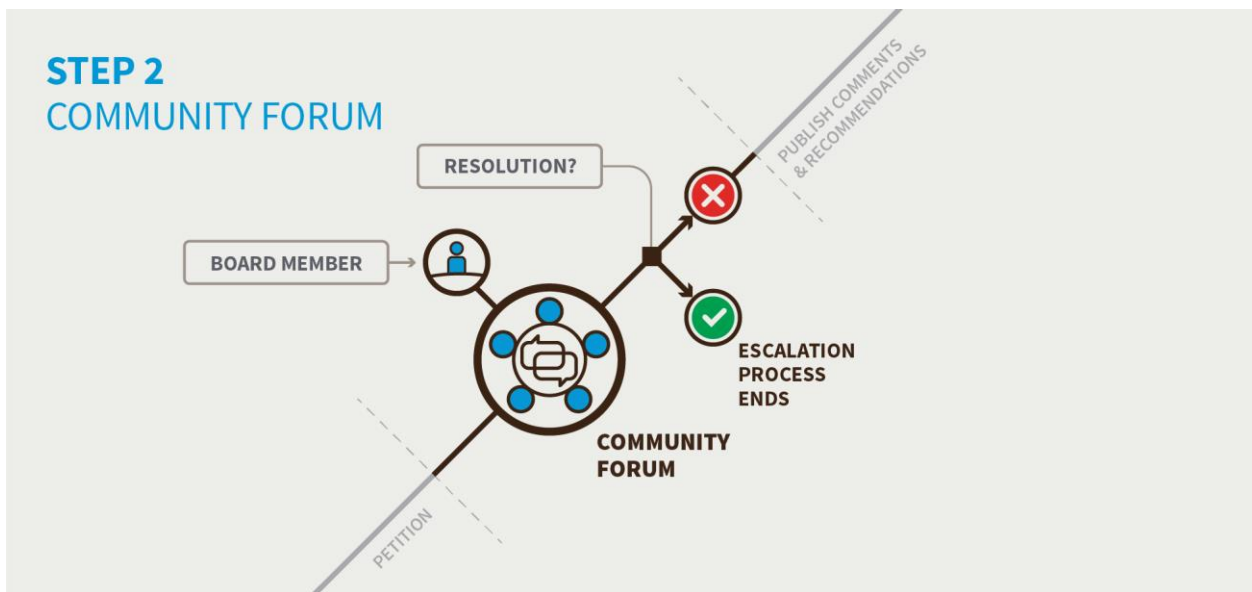 STEP 2
COMMUNITY FORUM
RESOLUTION?
BOARD MEMBER
PUBLISH COMMENTS
& RECOMMENDATIONS
ESCALATION
PROCESS
ENDS
COMMUNITY
FORUM
PETITION